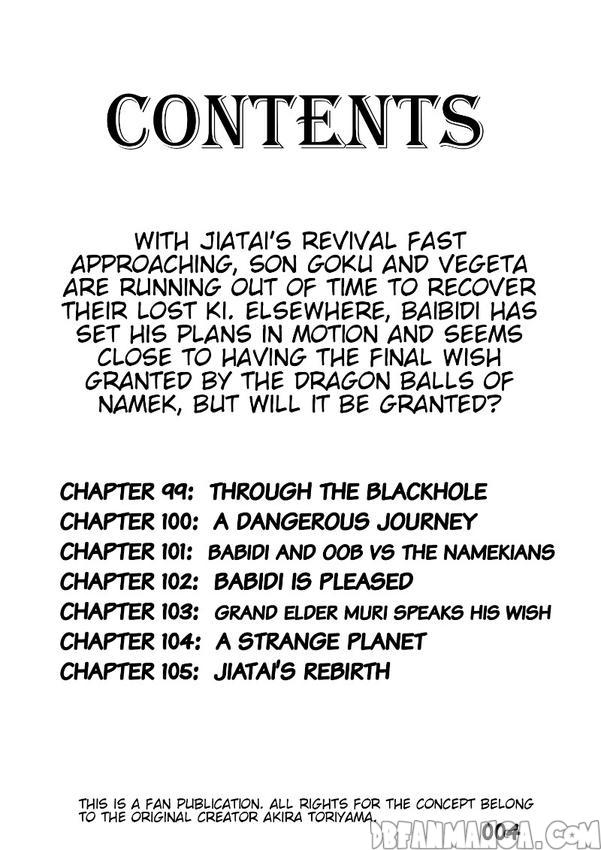 CONTENTS
WITH JIATAI'S REVIVAL FAST
APPROACHING, SON GOKU AND VEGETA
ARE RUNNING OUT OF TIME TO RECOVER
THEIR LOST KI. ELSEWHERE, BAIBIDI HAS
SET HIS PLANS IN MOTION AND SEEMS
CLOSE TO HAVING THE FINAL WISH
GRANTED BY THE DRAGON BALLS OF
NAMEK, BUT WILL IT BE GRANTED?
CHAPTER 99: THROUGH THE BLACKHOLE
CHAPTER 100: A DANGEROUS JOURNEY
CHAPTER 101: BABIDI AND OOB VS THE NAMEKIANS
CHAPTER 102: BABIDI IS PLEASED
CHAPTER 103: GRAND ELDER MURI SPEAKS HIS WISH
CHAPTER 104: A STRANGE PLANET
CHAPTER 105: JIATAI'S REBIRTH
THIS IS A FAN PUBLICATION. ALL RIGHTS FOR THE CONCEPT BELONG
TO THE ORIGINAL CREATOR AKIRA TORIYAMA.
004
DBFANMANGA.COM